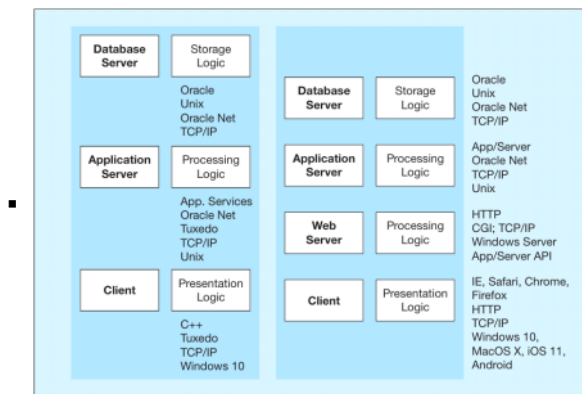 Database
Server
Storage
Logic
Oracle
Unix
Oracle Net
TCP/IP
Application
Server
Processing
Logic
App. Services
Oracle Net
Tuxedo
TCP/IP
Unix
Client
Presentation
Logic
C++
Tuxedo
TCP/IP
Windows 10
Database
Server
Storage
Logic
Oracle
Unix
Oracle Net
TCP/IP
Application
Server
Processing
Logic
App/Server
Oracle Net
TCP/IP
Unix
Web
Server
Processing
Logic
HTTP
CGI; TCP/IP
Windows Server
App/Server API
Client
Presentation
Logic
IE, Safari, Chrome,
Firefox
HTTP
TCP/IP
Windows 10,
MacOS X, iOS 11,
Android